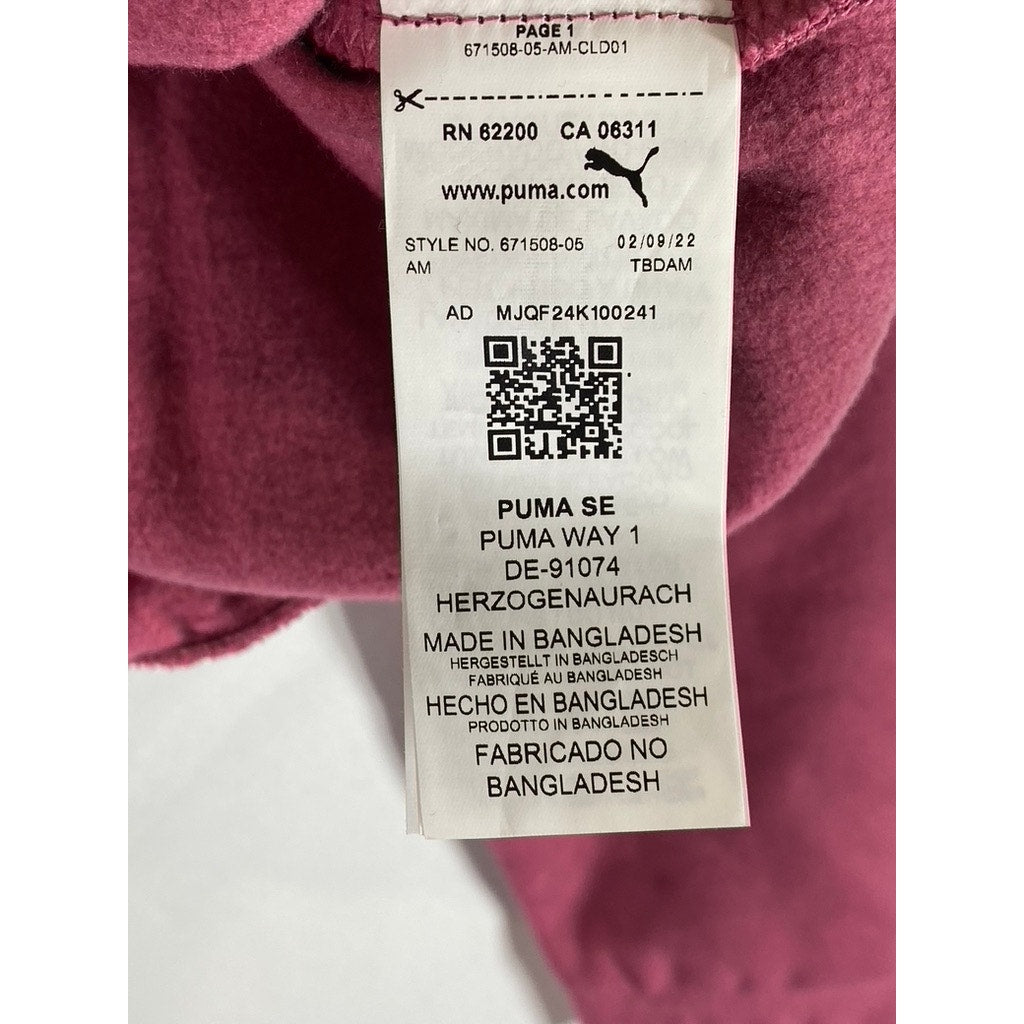 PAGE 1
671508-05-AM-CLD01
RN 62200 CA 06311
www.puma.com
STYLE NO. 671508-05 02/09/22
AM TBDAM
AD MJQF24K100241
PUMA SE
PUMA WAY 1
DE-91074
HERZOGENAURACH
MADE IN BANGLADESH
HERGESTELLT IN BANGLADESCH
FABRIQUÉ AU BANGLADESH
HECHO EN BANGLADESH
PRODOTTO IN BANGLADESH
FABRICADO NO
BANGLADESH